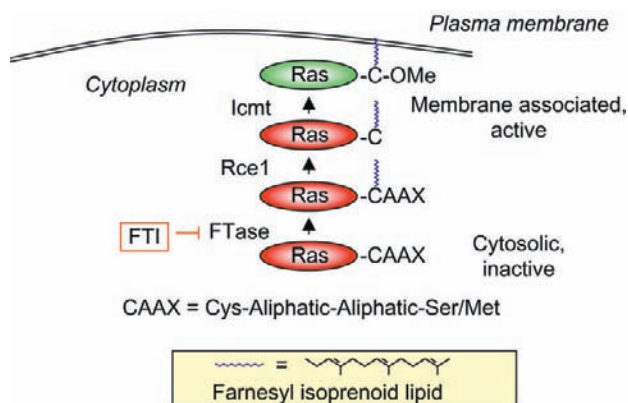 Plasma membrane
Cytoplasm
Ras -C-OMe
Icmt
Membrane associated,
active
Ras -C
Rce1
Ras -CAAX
FTI FTase
Ras -CAAX
Cytosolic,
inactive
CAAX = Cys-Aliphatic-Aliphatic-Ser/Met
=
Farnesyl isoprenoid lipid